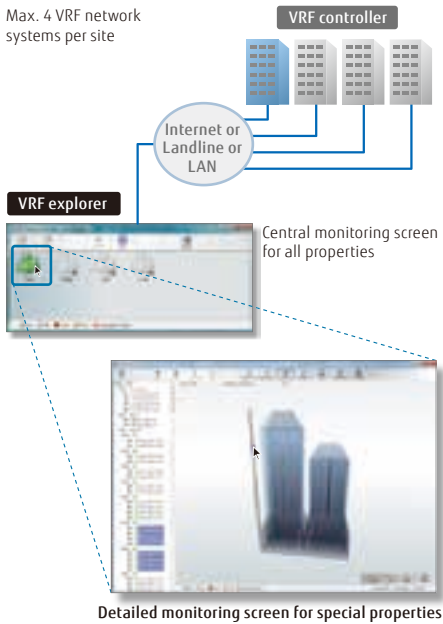 Max. 4 VRF network
systems per site
VRF controller
Internet or
Landline or
LAN
VRF explorer
Central monitoring screen
for all properties
Detailed monitoring screen for special properties